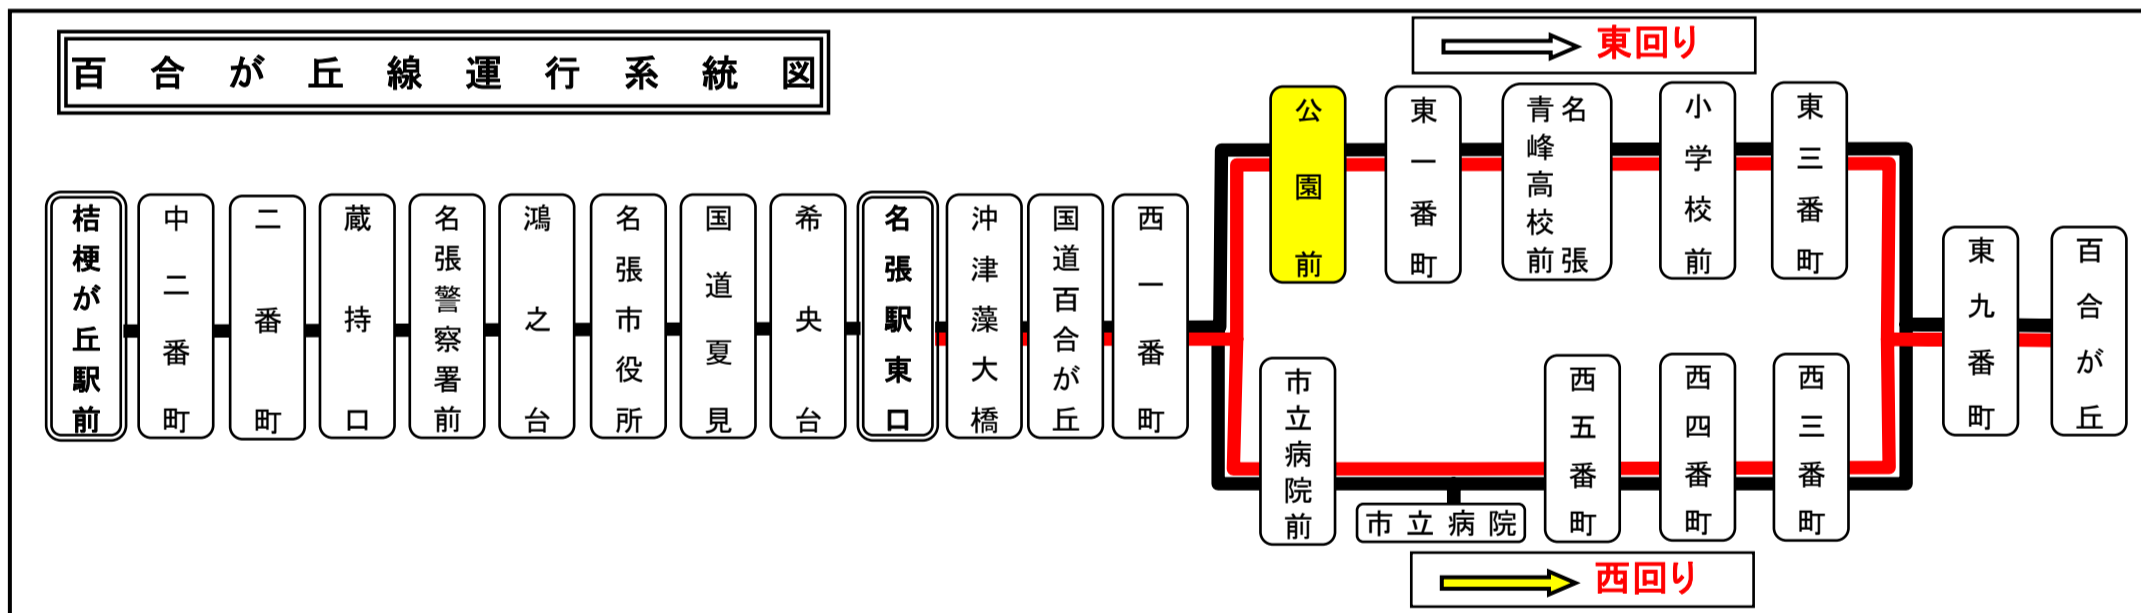 百合が丘線運行系統図
東回り
桔梗が丘駅前
中二番町
二番町
蔵持口
名張警察署前
鴻之台
名張市役所
国道夏見
希央台
名張駅東口
沖津藻大橋
国道百合が丘
西一番町
公園前
東一番町
名張
青峰高校前
小学校前
東三番町
市立病院前
市立病院
西五番町
西四番町
西三番町
東九番町
百合が丘
西回り